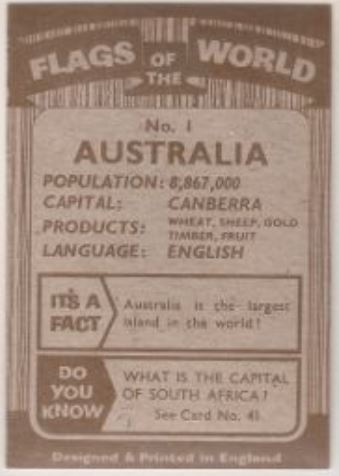 FLAGS OF THE WORLD
No. 1
AUSTRALIA
POPULATION: 8,867,000
CAPITAL: CANBERRA
PRODUCTS: WHEAT, SHEEP, GOLD
TIMBER, FRUIT
LANGUAGE: ENGLISH
IT'S A
FACT
Australia is the largest
island in the world!
DO
YOU
KNOW
WHAT IS THE CAPITAL
OF SOUTH AFRICA?
See Card No. 41
Designed & Printed in England